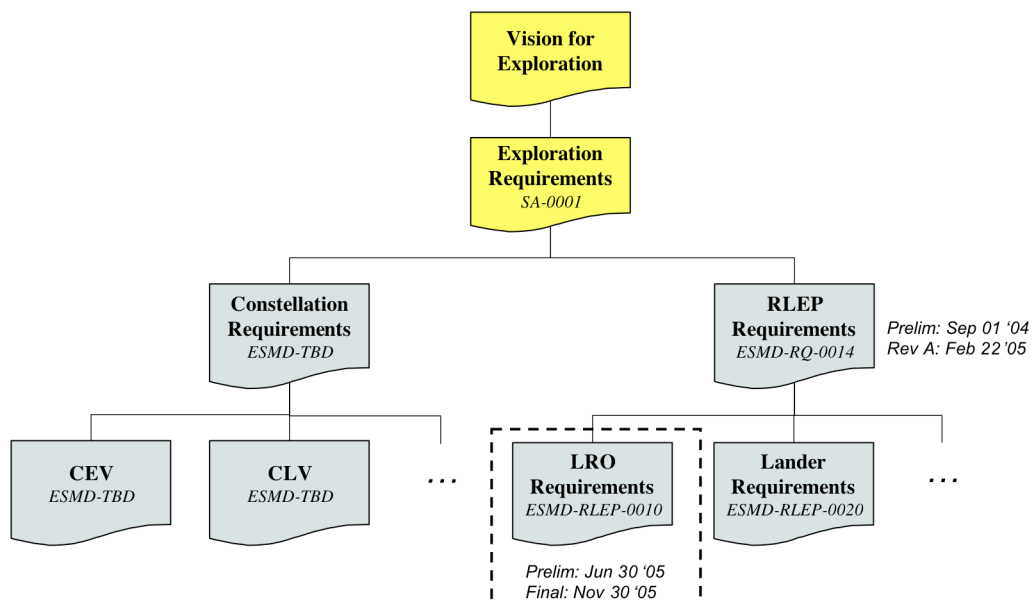 Vision for
Exploration
Exploration
Requirements
SA-0001
Constellation
Requirements
ESMD-TBD
RLEP
Requirements
ESMD-RQ-0014
Prelim: Sep 01 ‘04
Rev A: Feb 22 ’05
CEV
ESMD-TBD
CLV
ESMD-TBD
...
LRO
Requirements
ESMD-RLEP-0010
Prelim: Jun 30 ‘05
Final: Nov 30 ‘05
Lander
Requirements
ESMD-RLEP-0020
...